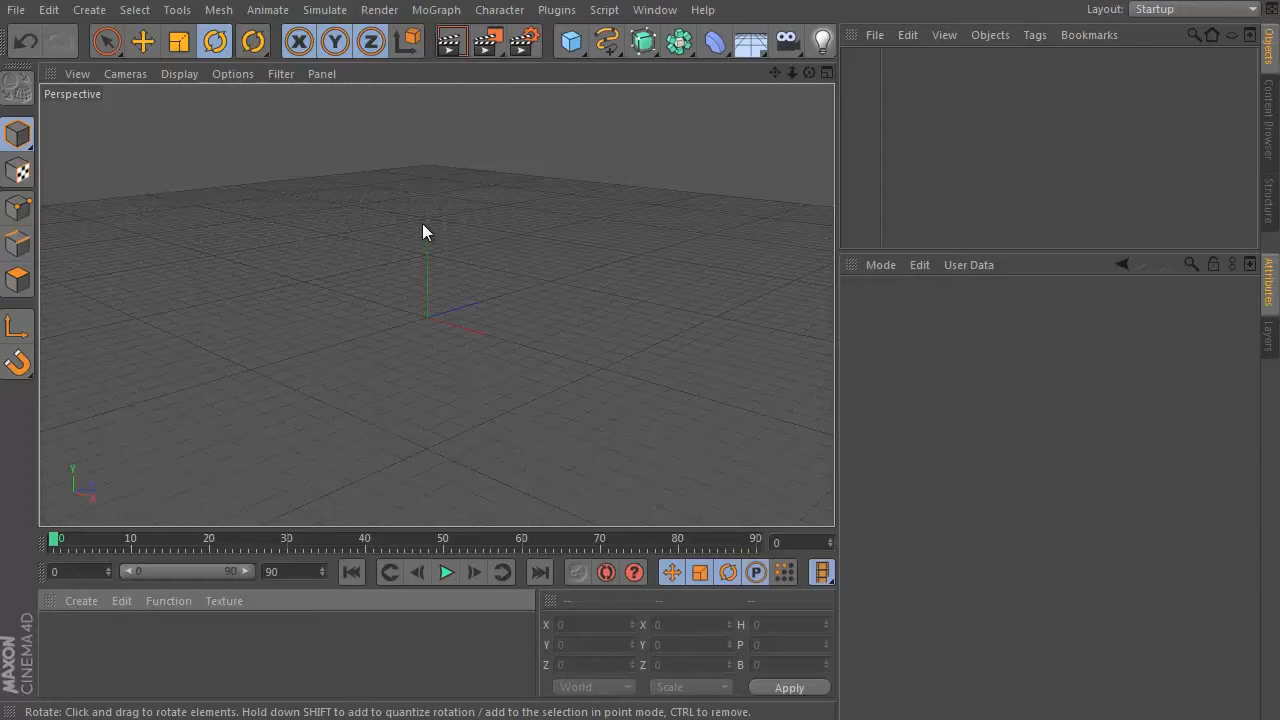 File Edit Create Select Tools Mesh Animate Simulate Render MoGraph Character Plugins Script Window Help
Layout: Startup
File Edit View Objects Tags Bookmarks
View Cameras Display Options Filter Panel
Perspective
Objects
Content Browser
Structure
Mode Edit User Data
Attributes
Layers
Y
X
0 10 20 30 40 50 60 70 80 90
0
0 0 90 90
P
Create Edit Function Texture
-- -- --
X 0 X 0 H 0
Y 0 Y 0 P 0
Z 0 Z 0 B 0
World Scale Apply
MAXON
CINEMA 4D
Rotate: Click and drag to rotate elements. Hold down SHIFT to add to quantize rotation / add to the selection in point mode, CTRL to remove.